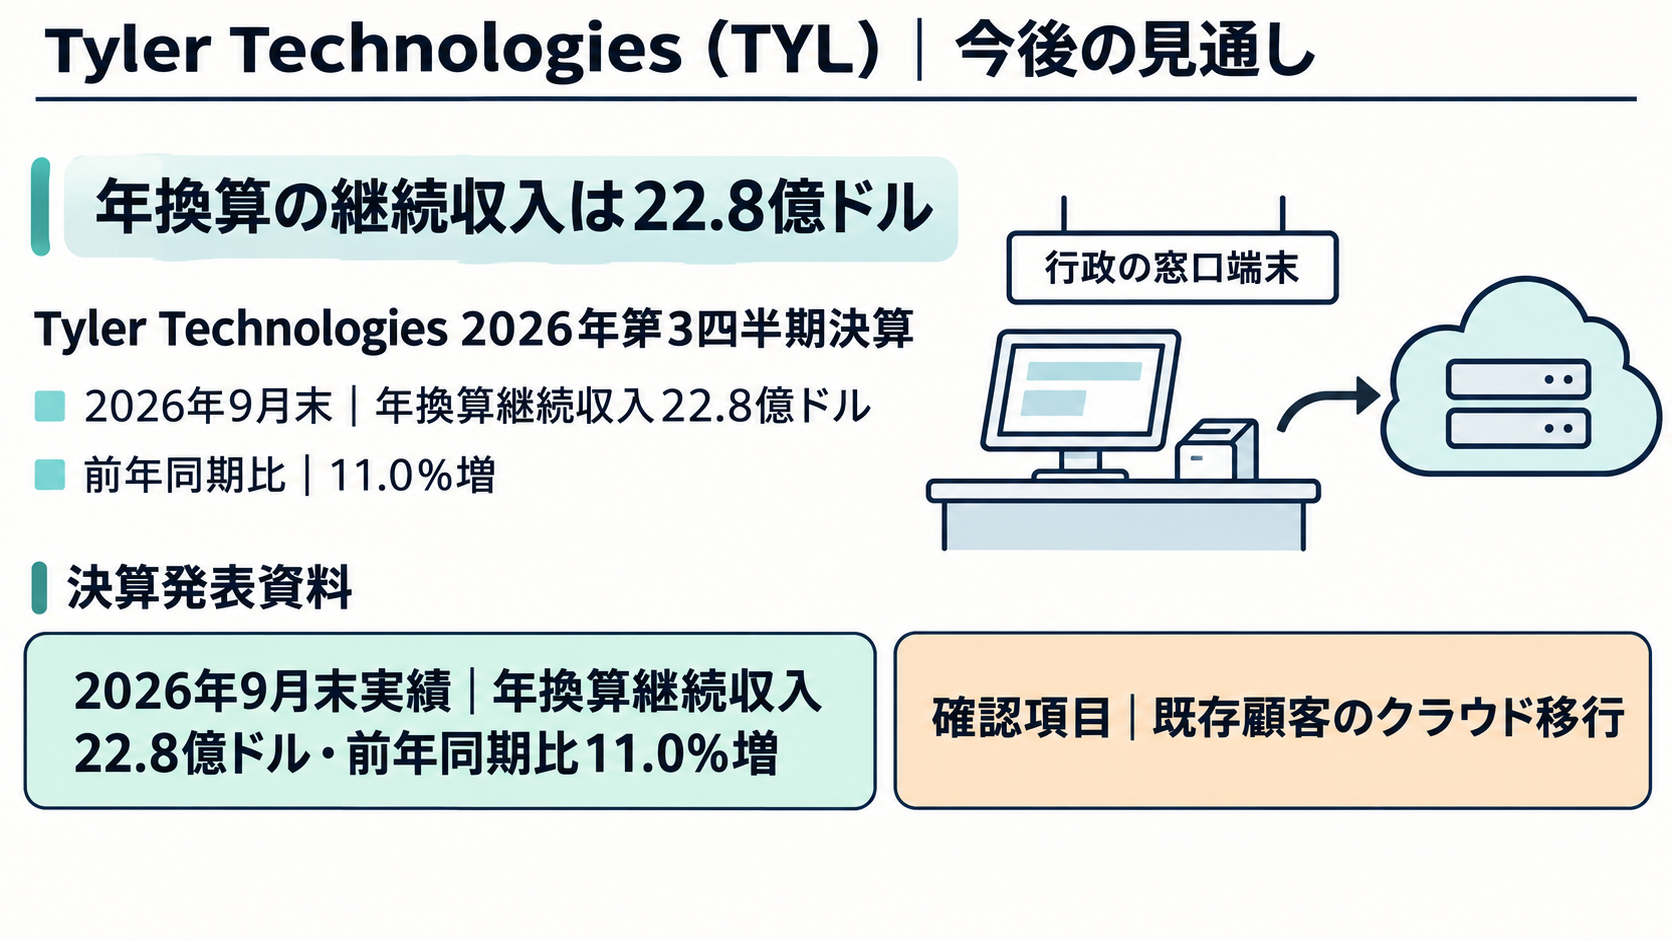 Tyler Technologies（TYL）｜今後の見通し
年換算の継続収入は22.8億ドル
行政の窓口端末
Tyler Technologies 2026年第3四半期決算
2026年9月末｜年換算継続収入22.8億ドル
前年同期比｜11.0%増
決算発表資料
2026年9月末実績｜年換算継続収入
22.8億ドル・前年同期比11.0%増
確認項目｜既存顧客のクラウド移行